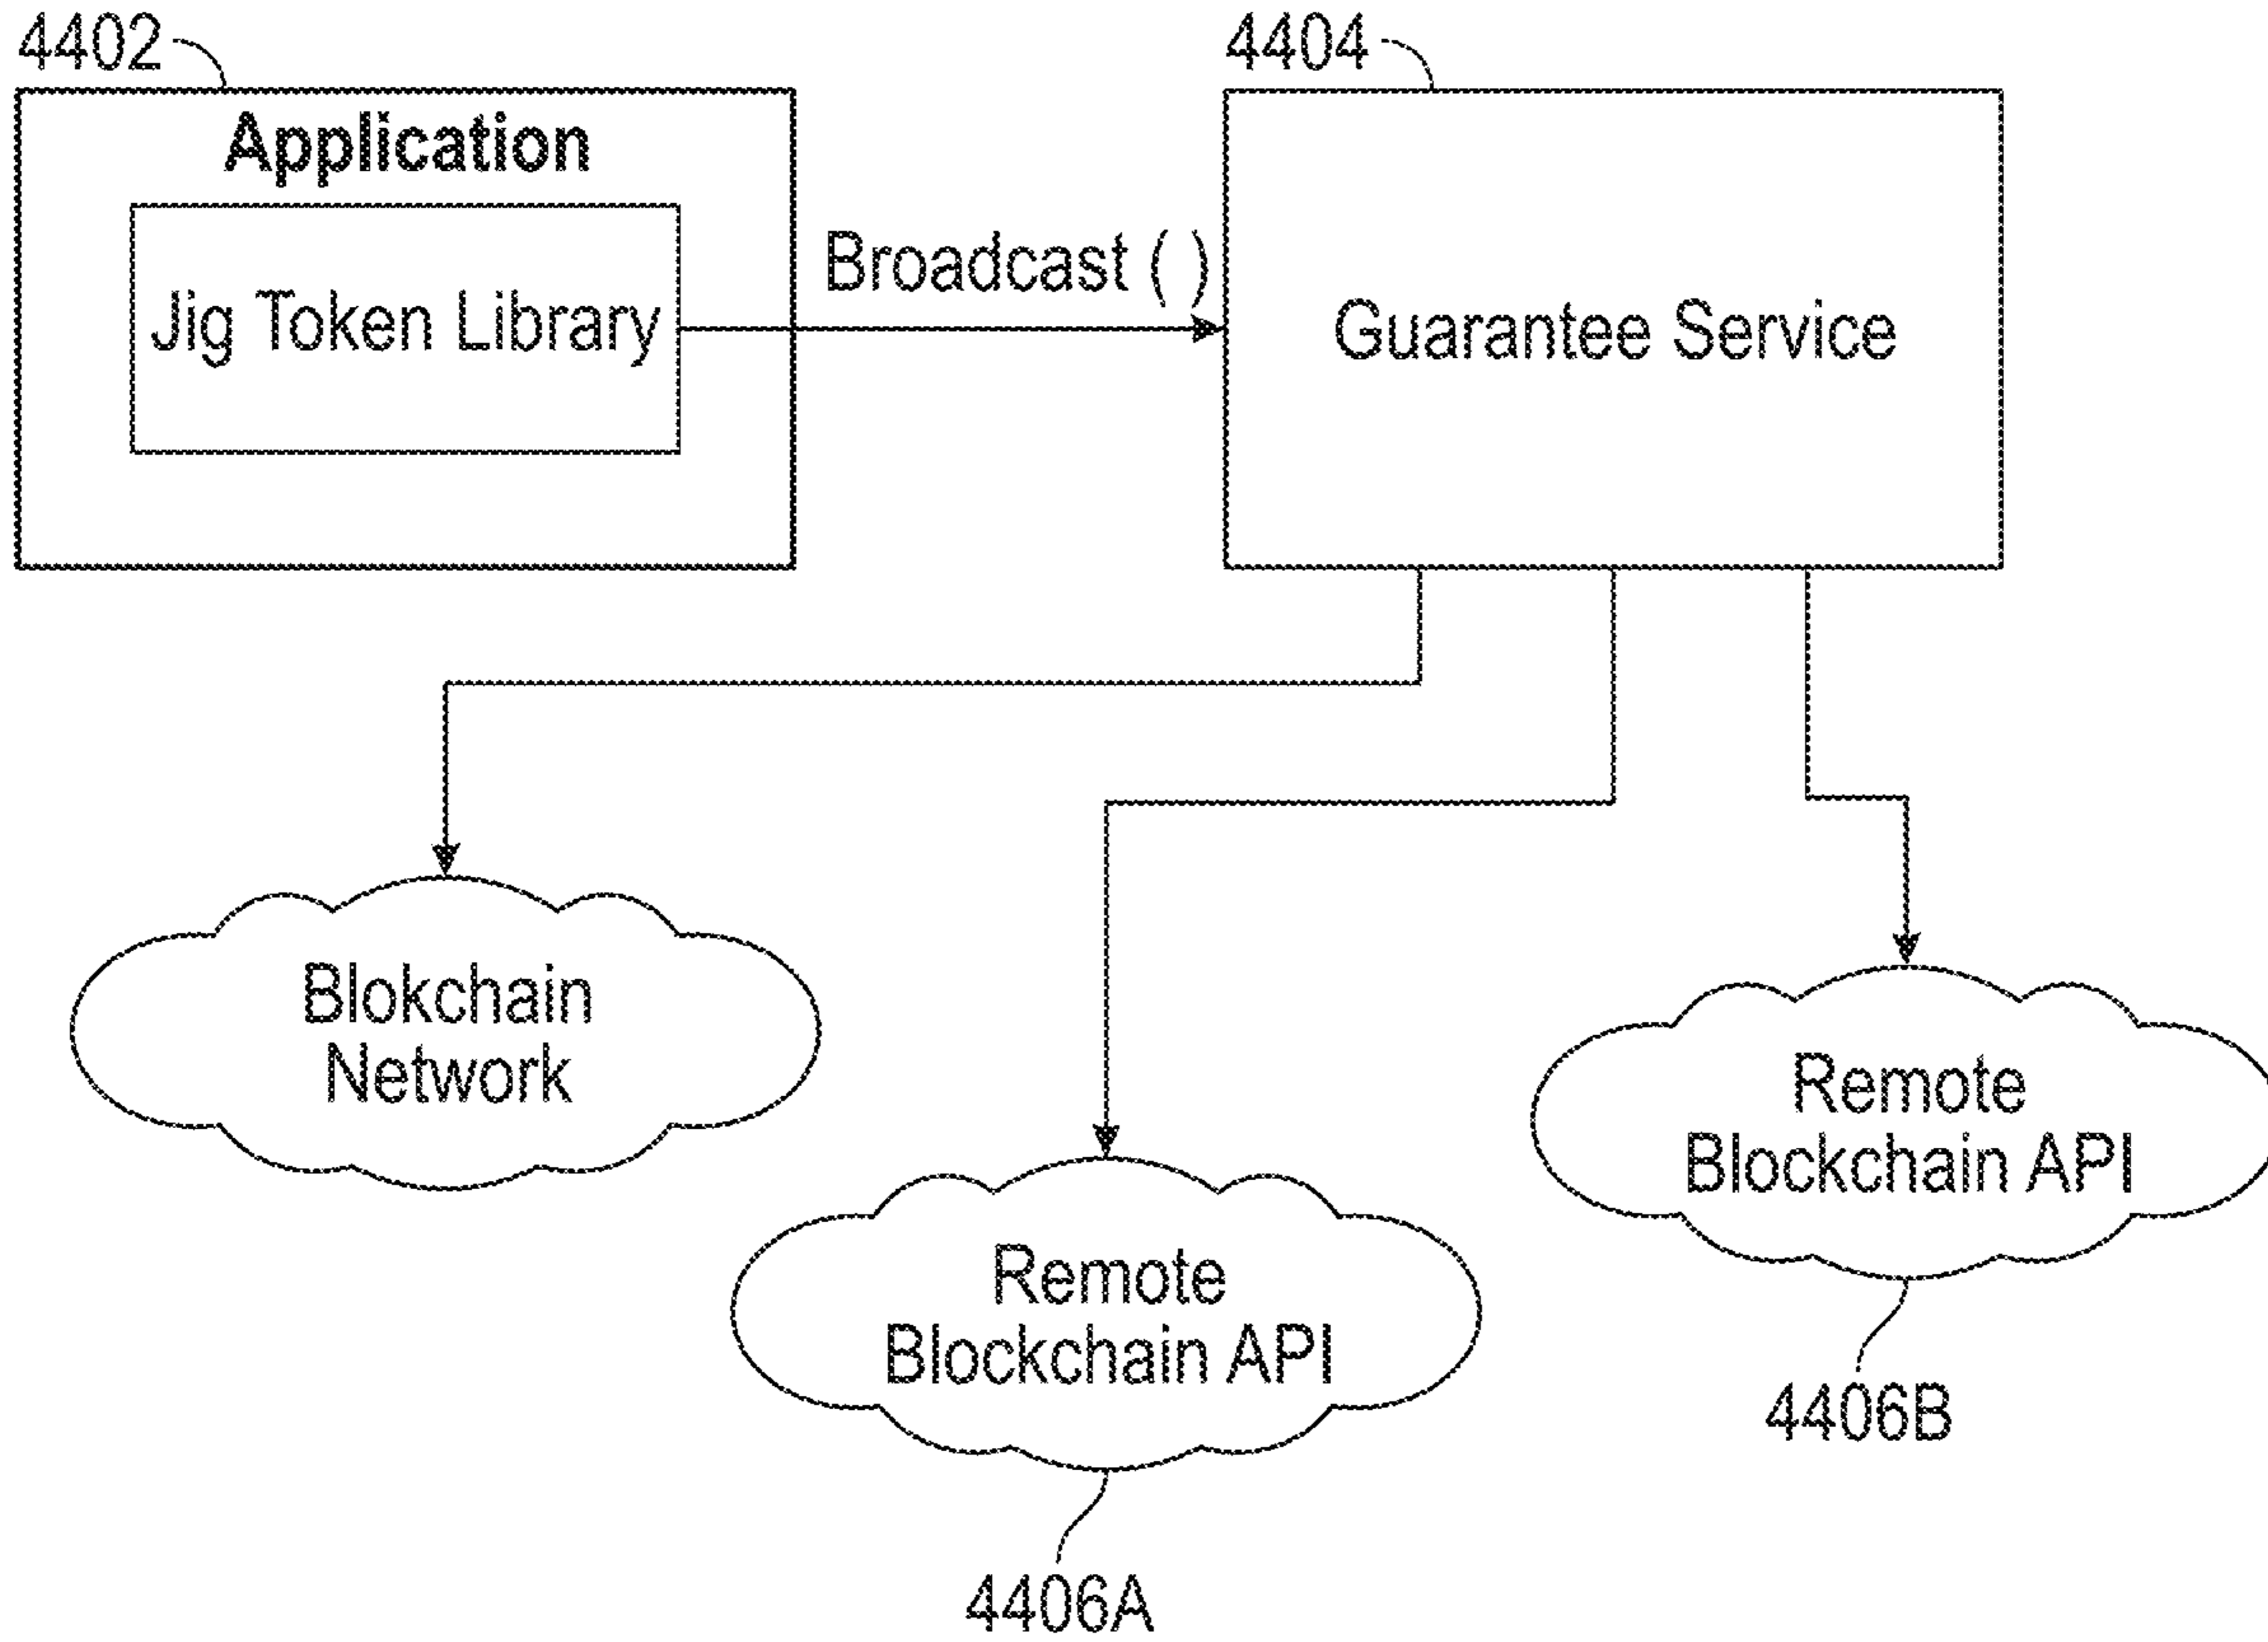 4402
4404
Application
Jig Token Library
Broadcast ( )
Guarantee Service
Blokchain
Network
Remote
Blockchain API
4406B
Remote
Blockchain API
4406A